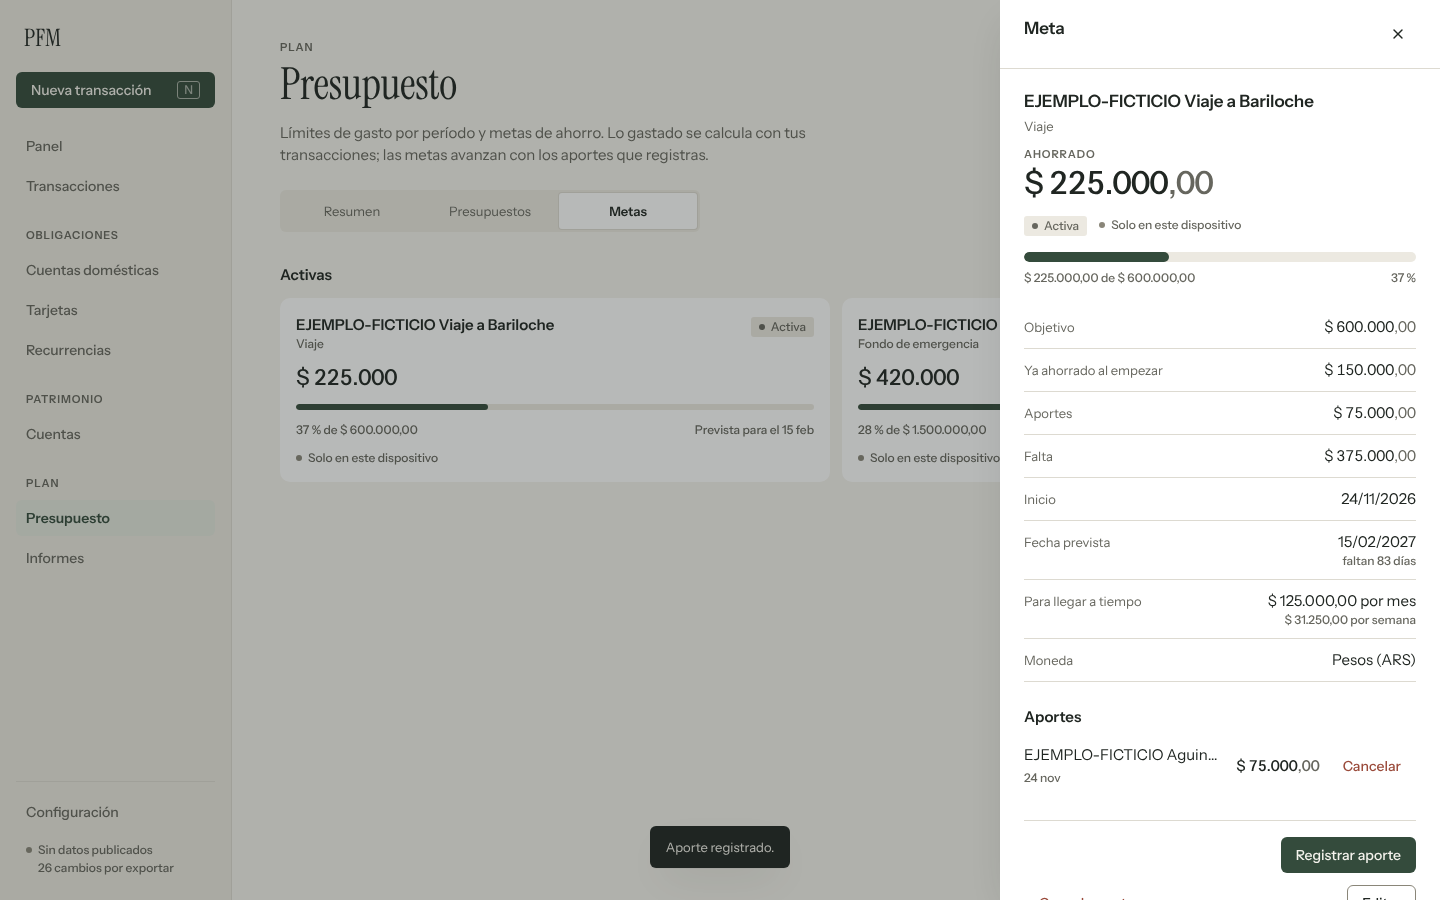 PFM
Nueva transacción N
Panel
Transacciones
OBLIGACIONES
Cuentas domésticas
Tarjetas
Recurrencias
PATRIMONIO
Cuentas
PLAN
Presupuesto
Informes
Configuración
Sin datos publicados
26 cambios por exportar
PLAN
Presupuesto
Límites de gasto por período y metas de ahorro. Lo gastado se calcula con tus
transacciones; las metas avanzan con los aportes que registras.
Resumen Presupuestos Metas
Activas
EJEMPLO-FICTICIO Viaje a Bariloche Activa
Viaje
$ 225.000
37 % de $ 600.000,00 Prevista para el 15 feb
Solo en este dispositivo
EJEMPLO-FICTICIO
Fondo de emergencia
$ 420.000
28 % de $ 1.500.000,00
Solo en este dispositivo
Aporte registrado.
Meta
EJEMPLO-FICTICIO Viaje a Bariloche
Viaje
AHORRADO
$ 225.000,00
Activa Solo en este dispositivo
$ 225.000,00 de $ 600.000,00 37 %
Objetivo $ 600.000,00
Ya ahorrado al empezar $ 150.000,00
Aportes $ 75.000,00
Falta $ 375.000,00
Inicio 24/11/2026
Fecha prevista 15/02/2027
faltan 83 días
Para llegar a tiempo $ 125.000,00 por mes
$ 31.250,00 por semana
Moneda Pesos (ARS)
Aportes
EJEMPLO-FICTICIO Aguin... $ 75.000,00 Cancelar
24 nov
Registrar aporte